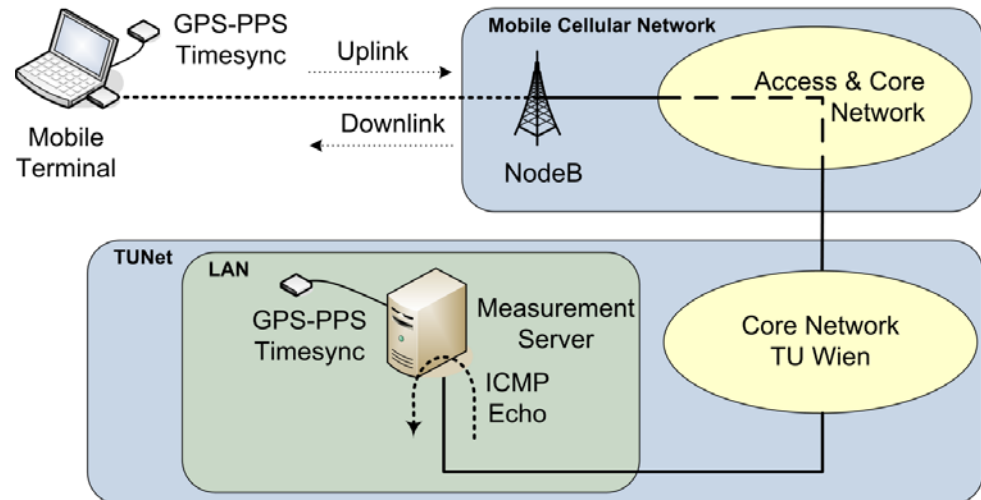 GPS-PPS
Timesync
Mobile
Terminal
Uplink
Downlink
Mobile Cellular Network
NodeB
Access & Core
Network
TUNet
LAN
GPS-PPS
Timesync
Measurement
Server
ICMP
Echo
Core Network
TU Wien